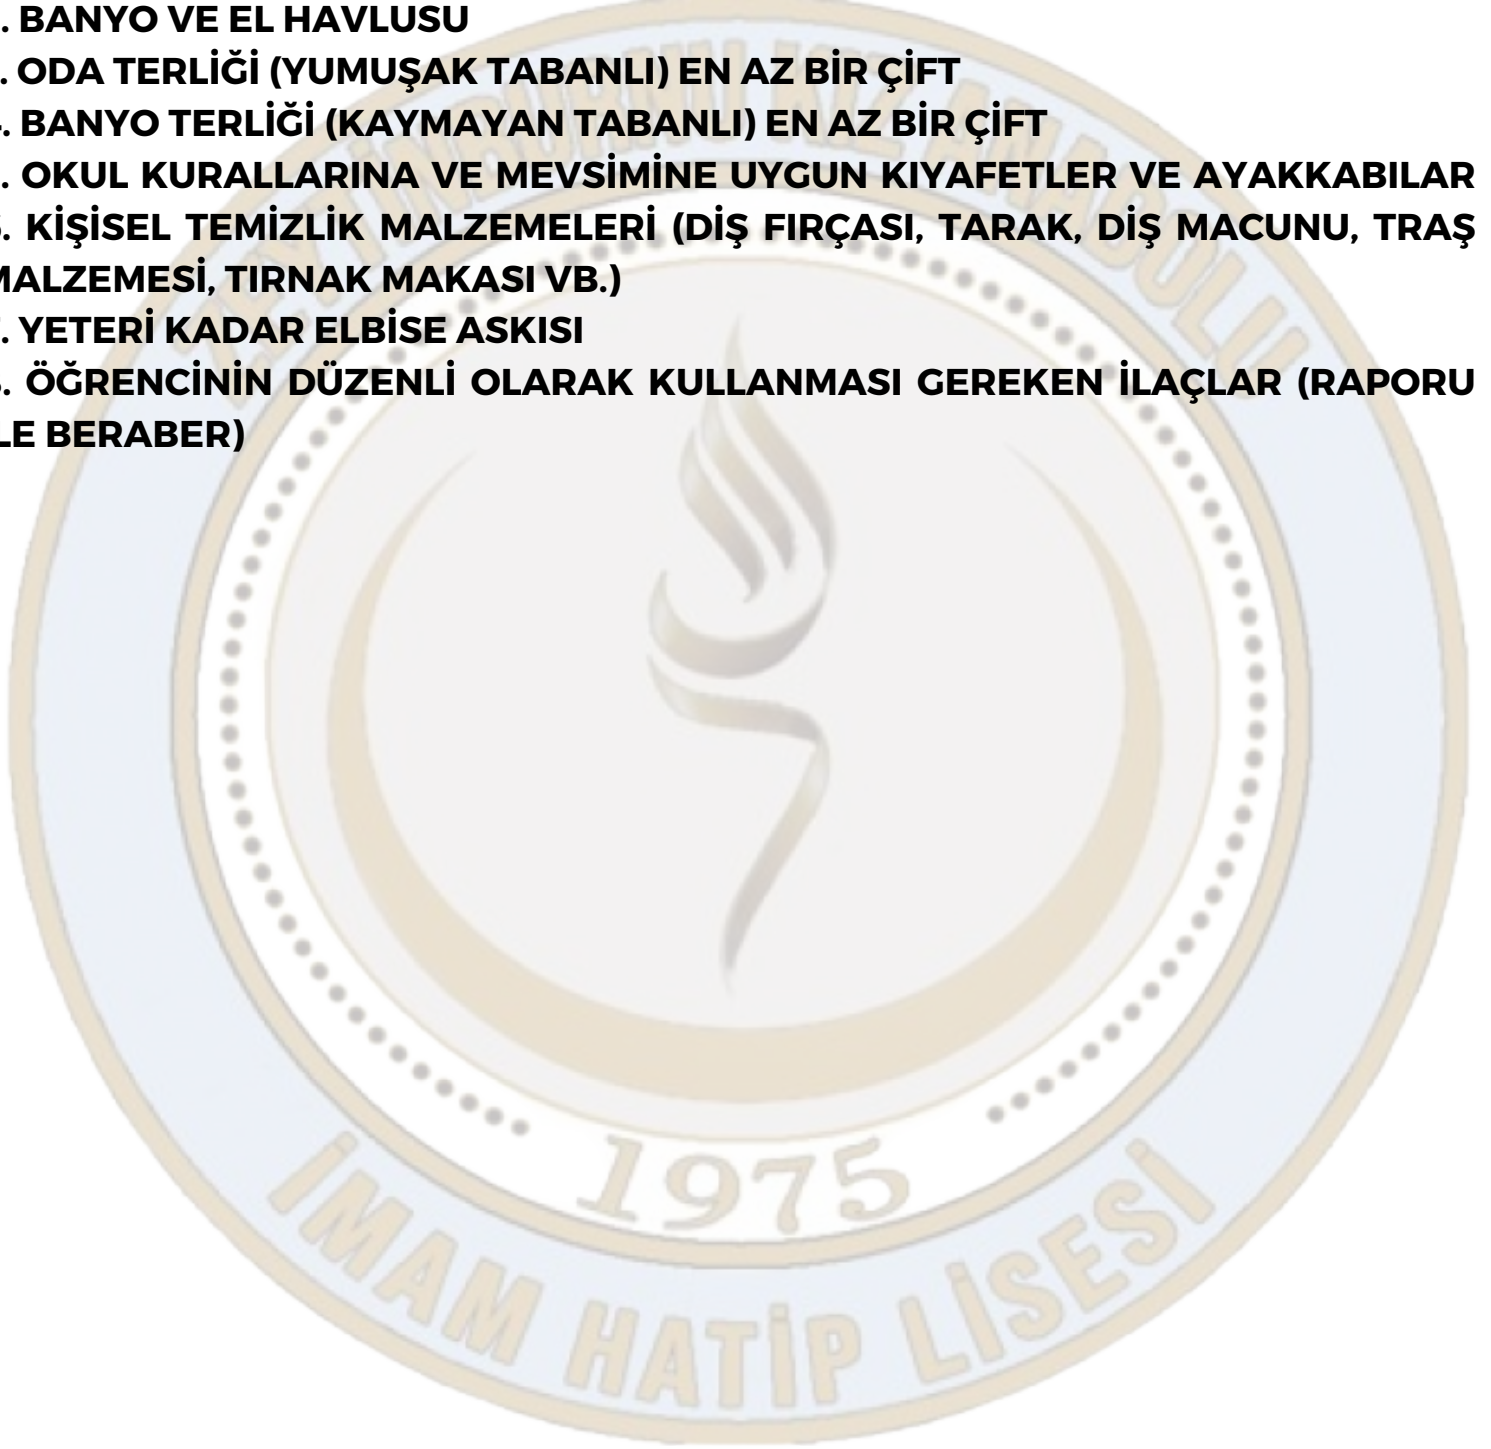 . BANYO VE EL HAVLUSU
. ODA TERLİĞİ (YUMUŞAK TABANLI) EN AZ BİR ÇİFT
. BANYO TERLİĞİ (KAYMAYAN TABANLI) EN AZ BİR ÇİFT
. OKUL KURALLARINA VE MEVSİMİNE UYGUN KIYAFETLER VE AYAKKABILAR
. KİŞİSEL TEMİZLİK MALZEMELERİ (DİŞ FIRÇASI, TARAK, DİŞ MACUNU, TRAŞ
MALZEMESİ, TIRNAK MAKASI VB.)
. YETERİ KADAR ELBİSE ASKISI
. ÖĞRENCİNİN DÜZENLİ OLARAK KULLANMASI GEREKEN İLAÇLAR (RAPORU
LE BERABER)
KIZ ANADOLU
1975
İMAM HATİP LİSESİ